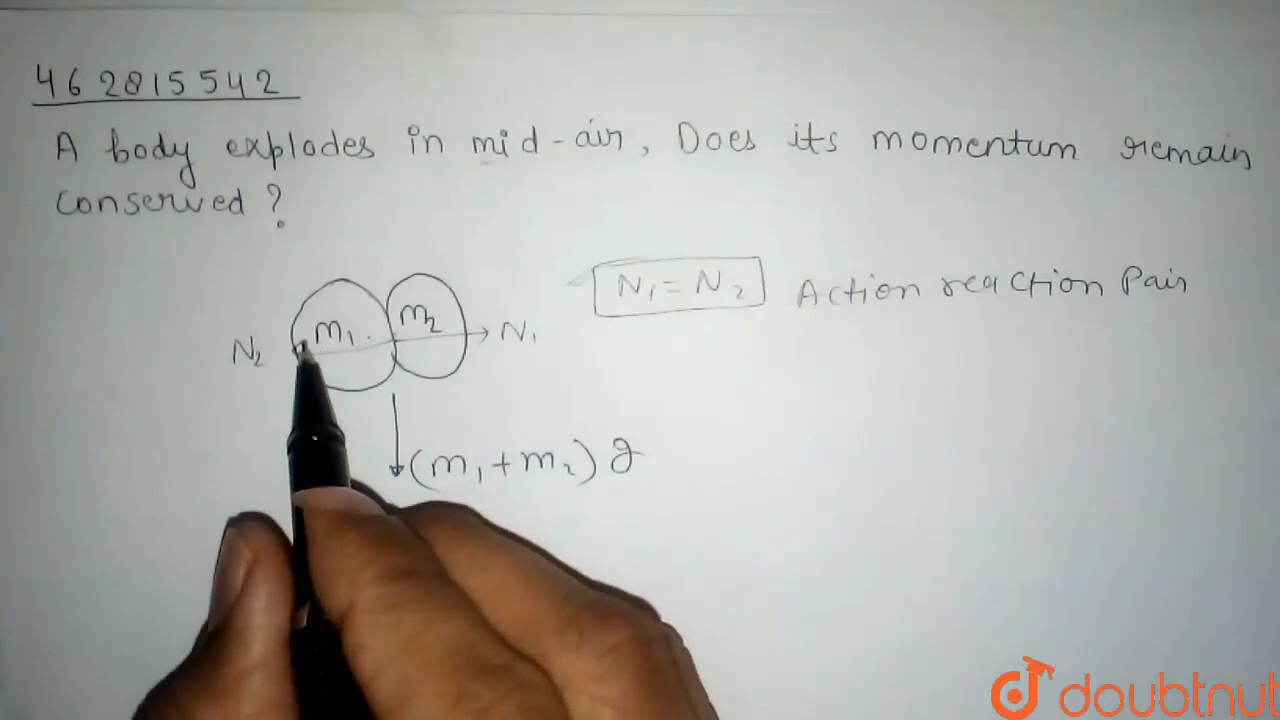 462815542
A body explodes in mid-air, Does its momentum remain
conserved?
N₁ = N₂ Action reaction Pair
m₁ m₂
N₂ N₁
(m₁+m₂)g
doubtnut